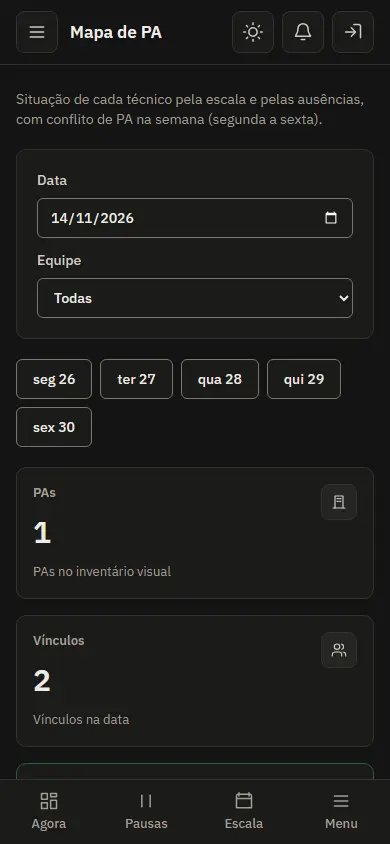 Mapa de PA
Situação de cada técnico pela escala e pelas ausências,
com conflito de PA na semana (segunda a sexta).
Data
14/11/2026
Equipe
Todas
seg 26
ter 27
qua 28
qui 29
sex 30
PAs
1
PAs no inventário visual
Vínculos
2
Vínculos na data
Agora
Pausas
Escala
Menu